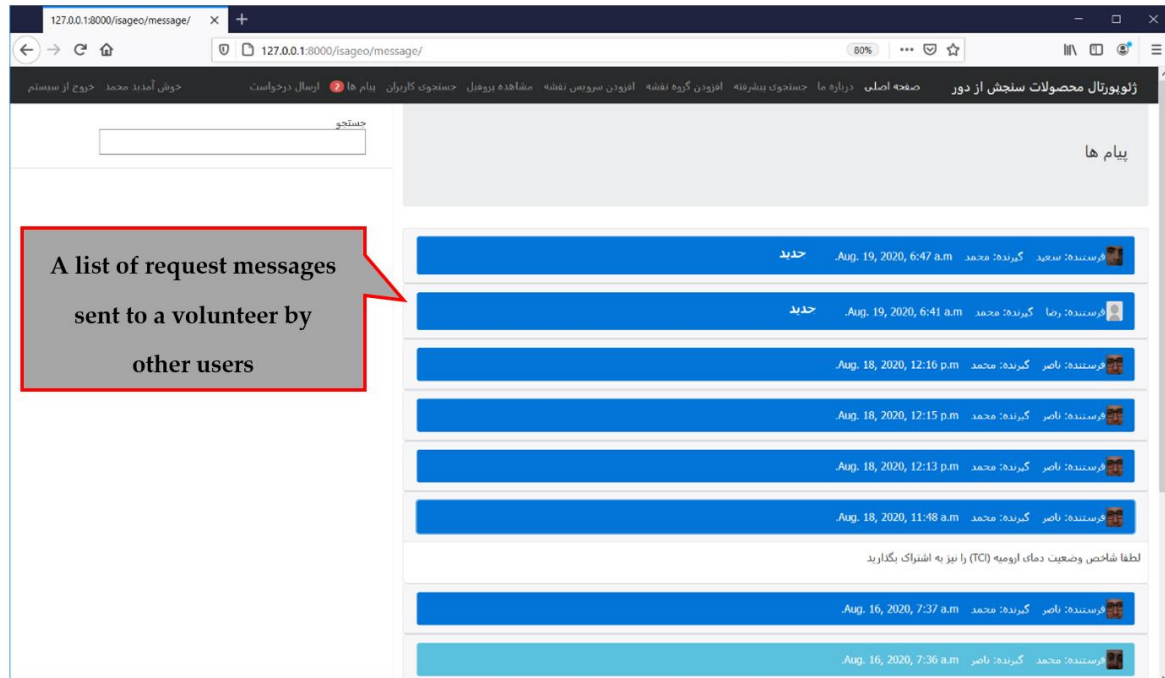 127.0.0.1:8000/isageo/message/
127.0.0.1:8000/isageo/message/
80%
ژئوپورتال محصولات سنجش از دور صفحه اصلی درباره ما جستجوی پیشرفته افزودن گروه نقشه افزودن سرویس نقشه مشاهده پروفیل جستجوی کاربران پیام ها 2 ارسال درخواست خوش آمدید محمد خروج از سیستم
پیام ها
جستجو
A list of request messages
sent to a volunteer by
other users
فرستنده: سعید گیرنده: محمد Aug. 19, 2020, 6:47 a.m. جدید
فرستنده: رضا گیرنده: محمد Aug. 19, 2020, 6:41 a.m. جدید
فرستنده: ناصر گیرنده: محمد Aug. 18, 2020, 12:16 p.m.
فرستنده: ناصر گیرنده: محمد Aug. 18, 2020, 12:15 p.m.
فرستنده: ناصر گیرنده: محمد Aug. 18, 2020, 12:13 p.m.
فرستنده: ناصر گیرنده: محمد Aug. 18, 2020, 11:48 a.m.
لطفا شاخص وضعیت دمای ارومیه (TCI) را نیز به اشتراک بگذارید
فرستنده: ناصر گیرنده: محمد Aug. 16, 2020, 7:37 a.m.
فرستنده: محمد گیرنده: ناصر Aug. 16, 2020, 7:36 a.m.